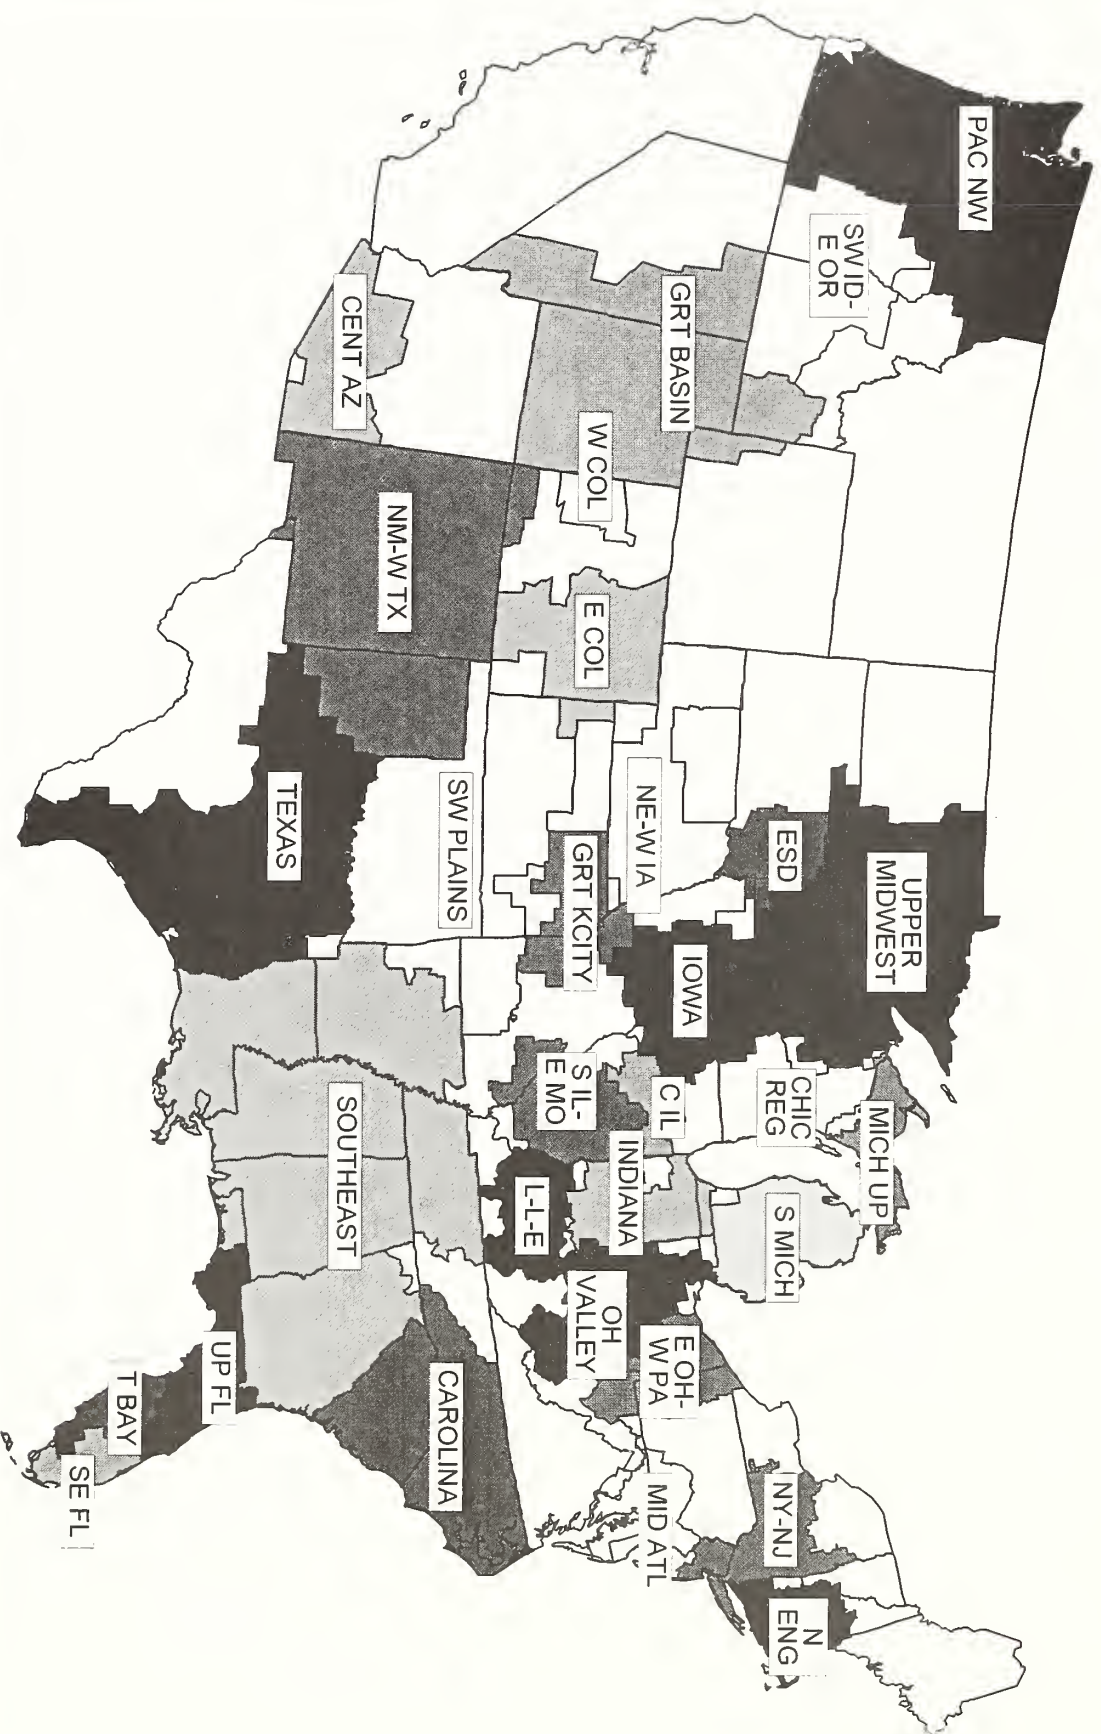 PAC NW
SW ID-
E OR
GRT BASIN
W COL
CENT AZ
NM-W TX
E COL
TEXAS
SW PLAINS
NE-W IA
GRT KCITY
ESD
UPPER
MIDWEST
IOWA
S IL-
E MO
C IL
CHIC
REG
MICH UP
S MICH
INDIANA
L-L-E
SOUTHEAST
OH
VALLEY
E OH-
W PA
UP FL
T BAY
SE FL
CAROLINA
MID ATL
NY-NJ
N
ENG